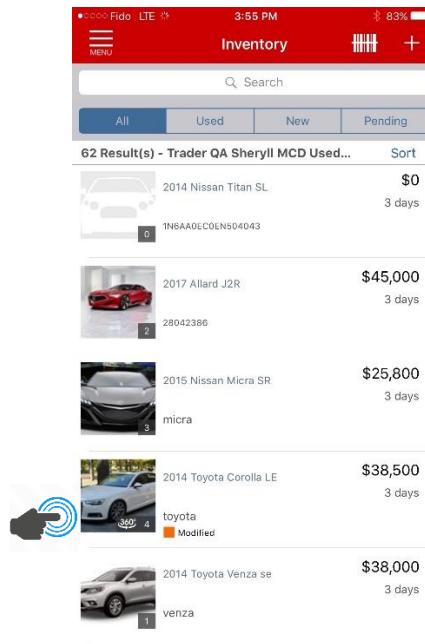 Fido LTE 3:55 PM 83%
MENU Inventory +
Search
All Used New Pending
62 Result(s) - Trader QA Sheryll MCD Used... Sort
2014 Nissan Titan SL $0
3 days
0 1N6AA0EC0EN504043
2017 Allard J2R $45,000
3 days
2 28042386
2015 Nissan Micra SR $25,800
3 days
3 micra
2014 Toyota Corolla LE $38,500
3 days
360° 4 toyota
Modified
2014 Toyota Venza se $38,000
3 days
1 venza